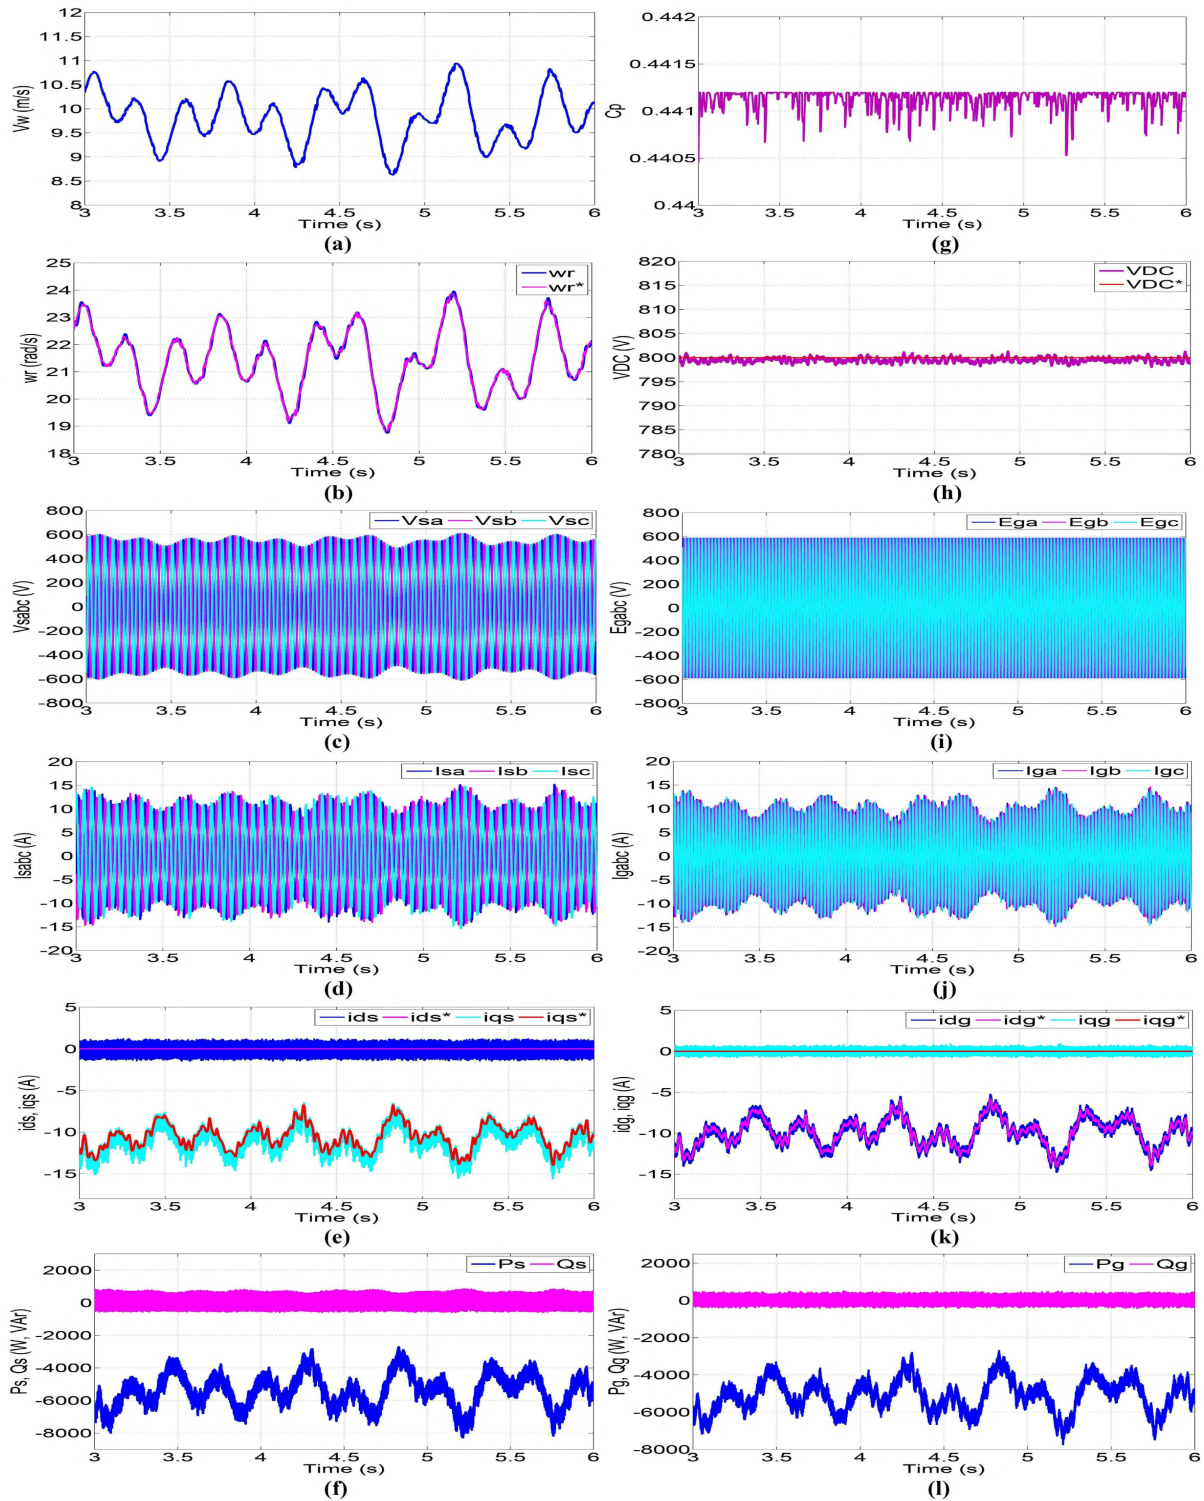 12
11.5
11
10.5
10
9.5
9
8.5
8
Vw (m/s)
3 3.5 4 4.5 5 5.5 6
Time (s)
(a)
0.442
0.4415
0.441
0.4405
0.44
Cp
3 3.5 4 4.5 5 5.5 6
Time (s)
(g)
25
24
23
22
21
20
19
18
wr (rad/s)
wr
wr*
3 3.5 4 4.5 5 5.5 6
Time (s)
(b)
820
815
810
805
800
795
790
785
780
VDC (V)
VDC
VDC*
3 3.5 4 4.5 5 5.5 6
Time (s)
(h)
800
600
400
200
0
-200
-400
-600
-800
Vsabc (V)
Vsa Vsb Vsc
3 3.5 4 4.5 5 5.5 6
Time (s)
(c)
800
600
400
200
0
-200
-400
-600
-800
Egabc (V)
Ega Egb Egc
3 3.5 4 4.5 5 5.5 6
Time (s)
(i)
20
15
10
5
0
-5
-10
-15
-20
Isabc (A)
Isa Isb Isc
3 3.5 4 4.5 5 5.5 6
Time (s)
(d)
20
15
10
5
0
-5
-10
-15
-20
Igabc (A)
Iga Igb Igc
3 3.5 4 4.5 5 5.5 6
Time (s)
(j)
5
0
-5
-10
-15
ids, iqs (A)
ids ids* iqs iqs*
3 3.5 4 4.5 5 5.5 6
Time (s)
(e)
5
0
-5
-10
-15
idg, iqg (A)
idg idg* iqg iqg*
3 3.5 4 4.5 5 5.5 6
Time (s)
(k)
2000
0
-2000
-4000
-6000
-8000
Ps, Qs (W, VAr)
Ps Qs
3 3.5 4 4.5 5 5.5 6
Time (s)
(f)
2000
0
-2000
-4000
-6000
-8000
Pg, Qg (W, VAr)
Pg Qg
3 3.5 4 4.5 5 5.5 6
Time (s)
(l)